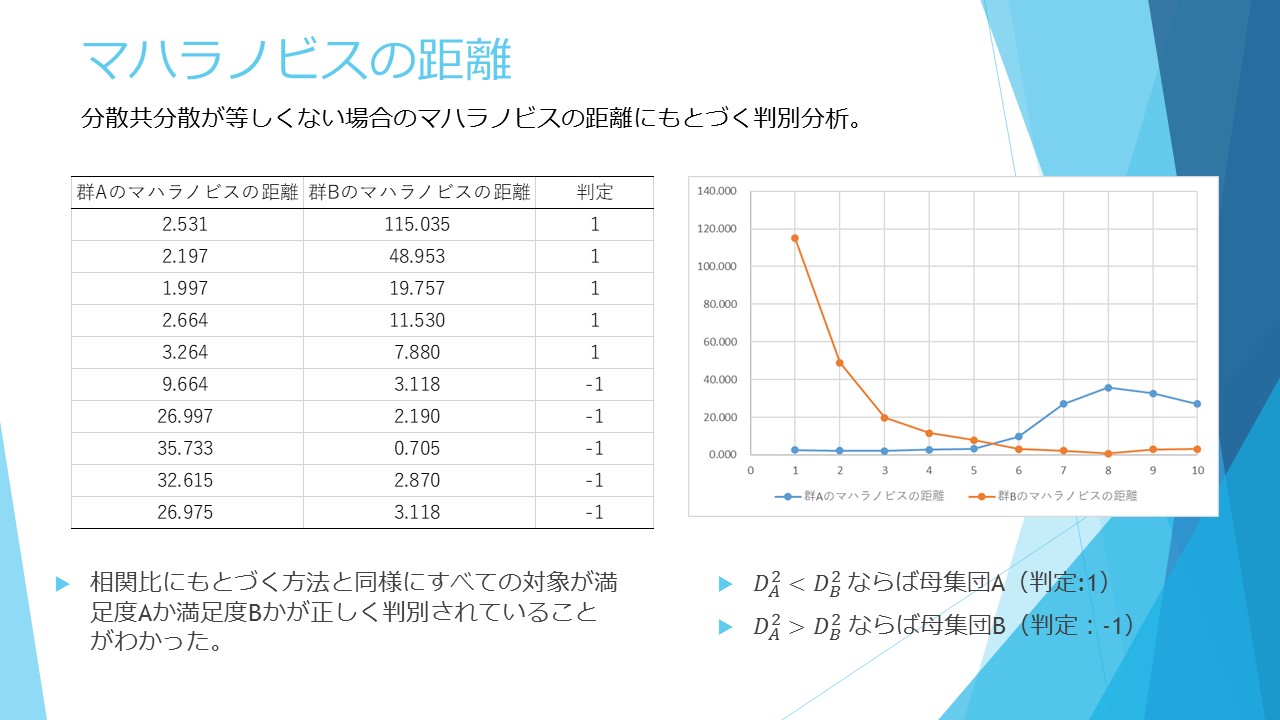 マハラノビスの距離
分散共分散が等しくない場合のマハラノビスの距離にもとづく判別分析。
群Aのマハラノビスの距離 群Bのマハラノビスの距離 判定
2.531 115.035 1
2.197 48.953 1
1.997 19.757 1
2.664 11.530 1
3.264 7.880 1
9.664 3.118 -1
26.997 2.190 -1
35.733 0.705 -1
32.615 2.870 -1
26.975 3.118 -1
140.000
120.000
100.000
80.000
60.000
40.000
20.000
0.000
0 1 2 3 4 5 6 7 8 9 10
群Aのマハラノビスの距離 群Bのマハラノビスの距離
相関比にもとづく方法と同様にすべての対象が満
足度Aか満足度Bかが正しく判別されていること
がわかった。
D_A^2 < D_B^2 ならば母集団A（判定:1）
D_A^2 > D_B^2 ならば母集団B（判定：-1）